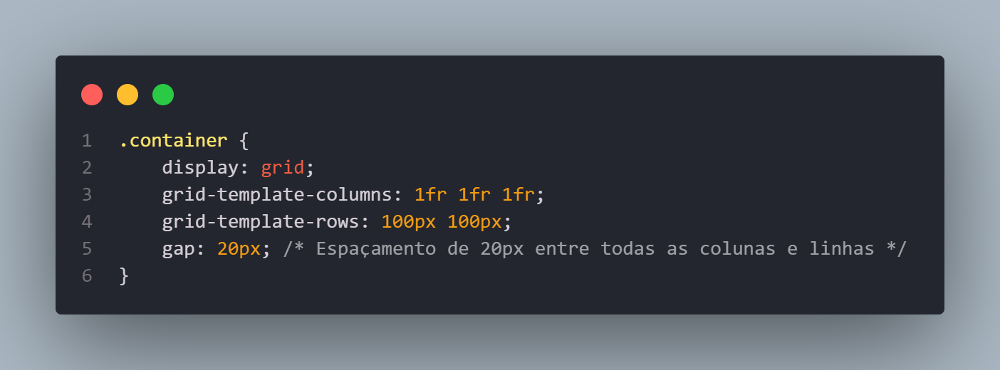 1 .container {
2     display: grid;
3     grid-template-columns: 1fr 1fr 1fr;
4     grid-template-rows: 100px 100px;
5     gap: 20px; /* Espaçamento de 20px entre todas as colunas e linhas */
6 }